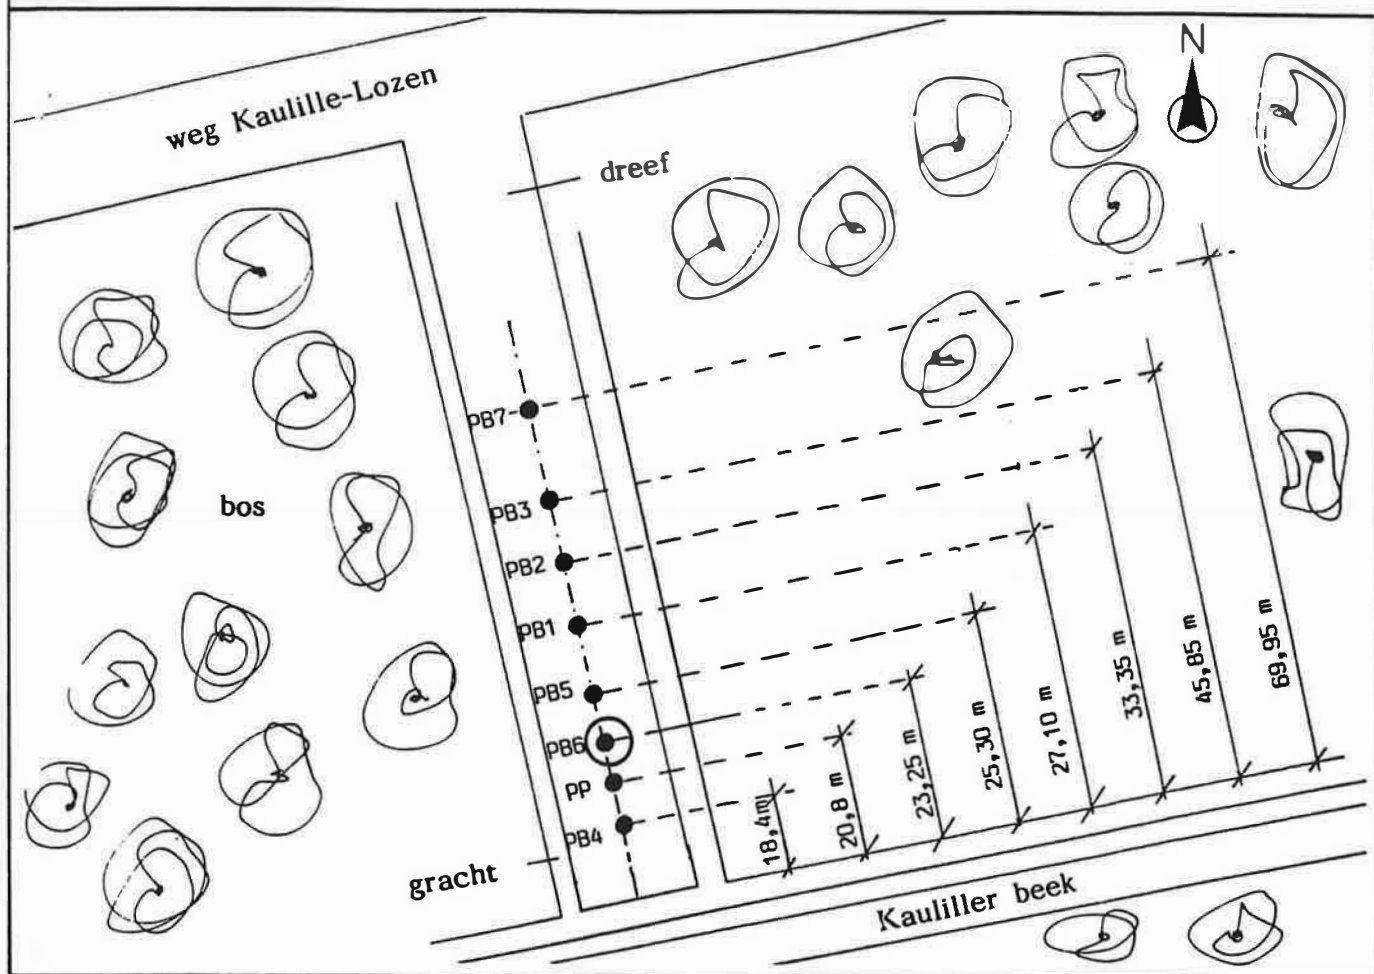 N
weg Kaulille-Lozen
dreef
PB7
PB3
bos
PB2
PB1
PB5
PB6
PP
PB4
18,4m
20,8 m
23,25 m
25,30 m
27,10 m
33,35 m
45,85 m
69,95 m
gracht
Kauliller beek